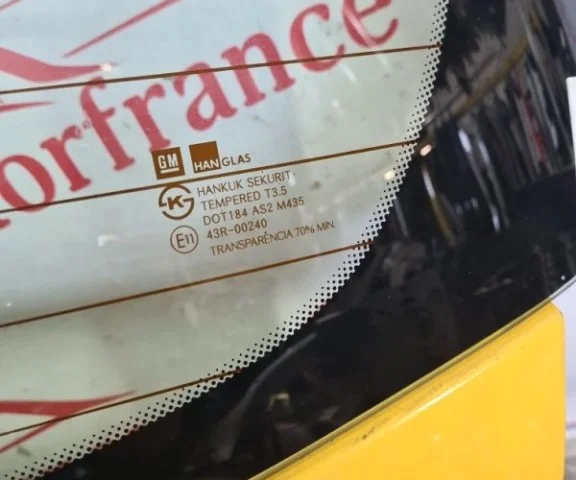 orfrance
GM HANGLAS
HANKUK SEKURIT
TEMPERED T3.5
DOT184 AS2 M435
43R-00240
E11
TRANSPARÊNCIA 70% MIN.